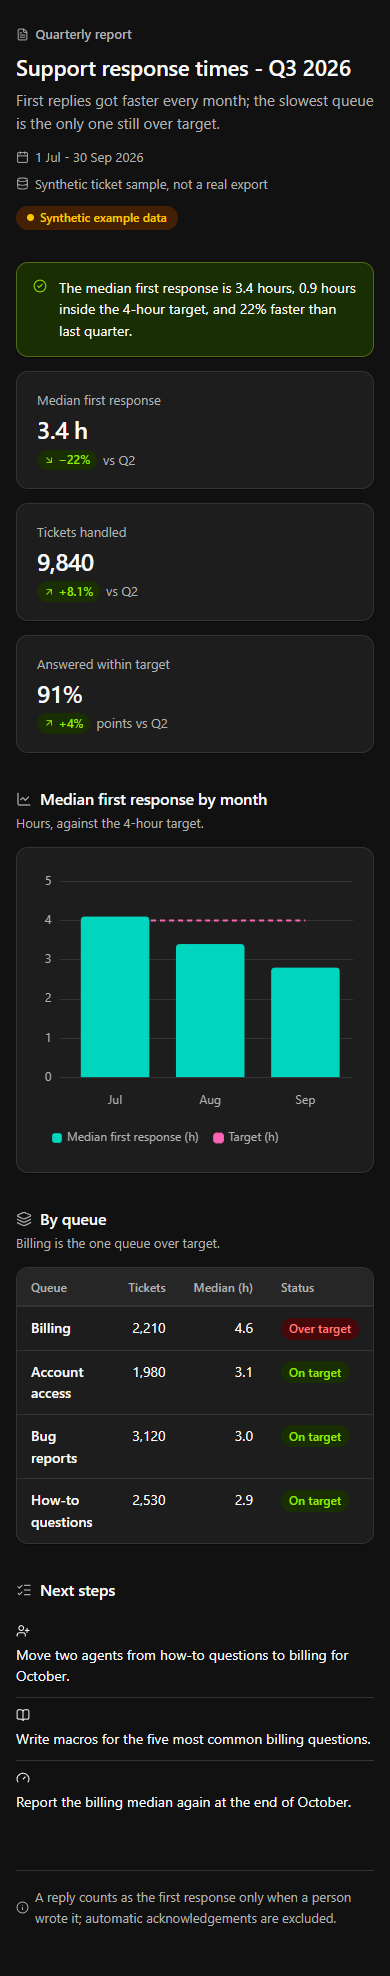 Quarterly report
Support response times - Q3 2026
First replies got faster every month; the slowest queue
is the only one still over target.
1 Jul - 30 Sep 2026
Synthetic ticket sample, not a real export
Synthetic example data
The median first response is 3.4 hours, 0.9 hours
inside the 4-hour target, and 22% faster than
last quarter.
Median first response
3.4 h
−22% vs Q2
Tickets handled
9,840
+8.1% vs Q2
Answered within target
91%
+4% points vs Q2
Median first response by month
Hours, against the 4-hour target.
5
4
3
2
1
0
Jul Aug Sep
Median first response (h) Target (h)
By queue
Billing is the one queue over target.
Queue Tickets Median (h) Status
Billing 2,210 4.6 Over target
Account
access 1,980 3.1 On target
Bug
reports 3,120 3.0 On target
How-to
questions 2,530 2.9 On target
Next steps
Move two agents from how-to questions to billing for
October.
Write macros for the five most common billing questions.
Report the billing median again at the end of October.
A reply counts as the first response only when a person
wrote it; automatic acknowledgements are excluded.